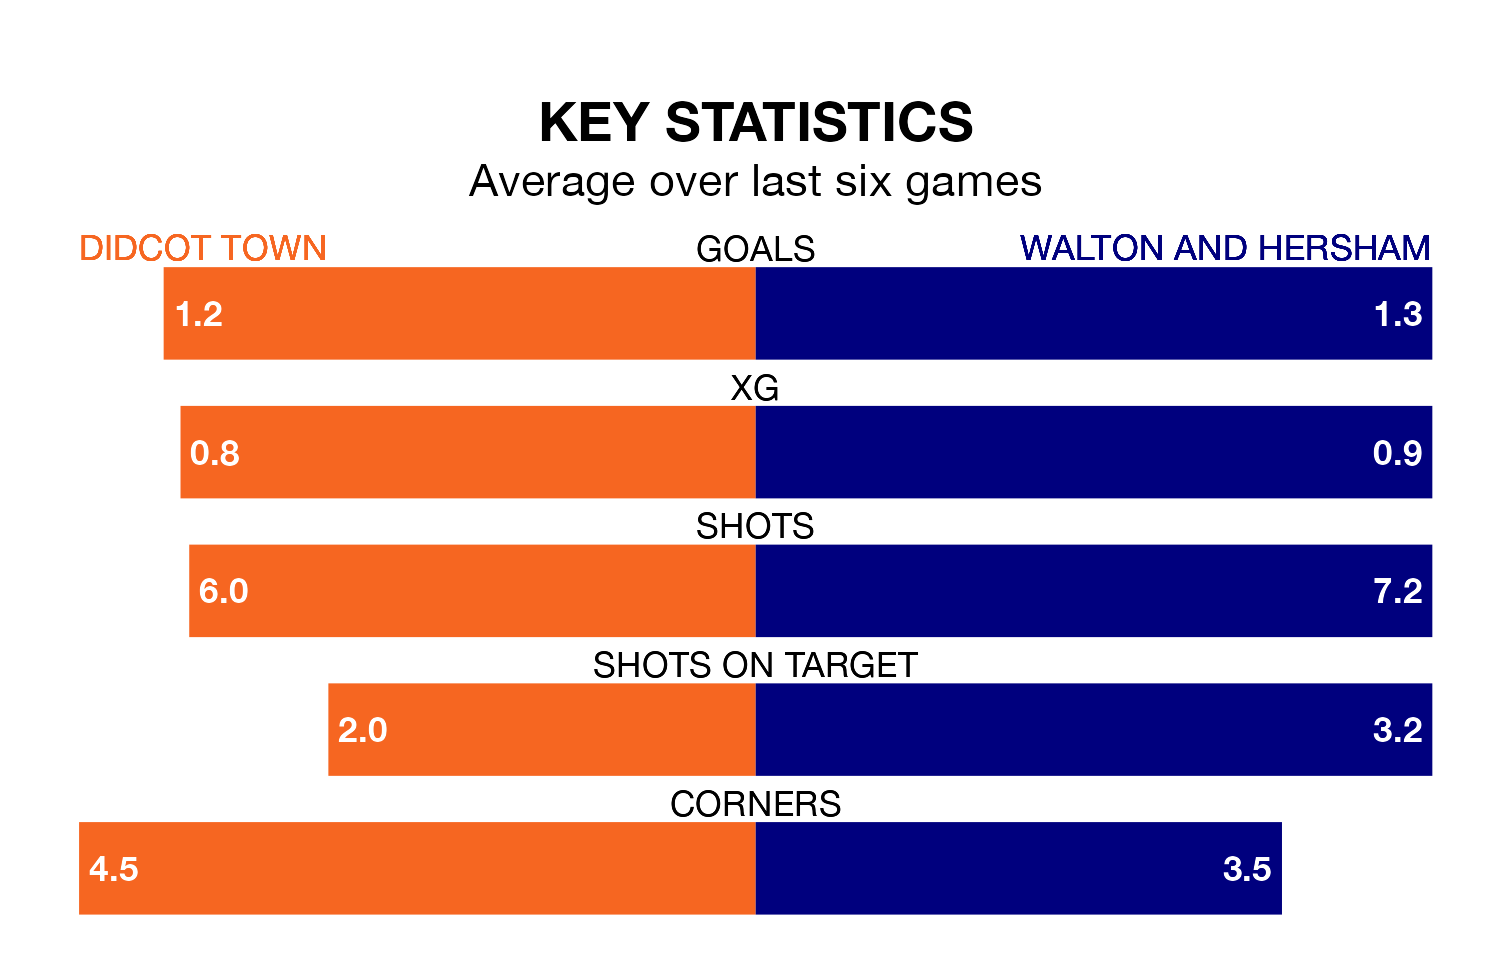 KEY STATISTICS
Average over last six games
DIDCOT TOWN GOALS WALTON AND HERSHAM
1.2 1.3
XG
0.8 0.9
SHOTS
6.0 7.2
SHOTS ON TARGET
2.0 3.2
CORNERS
4.5 3.5